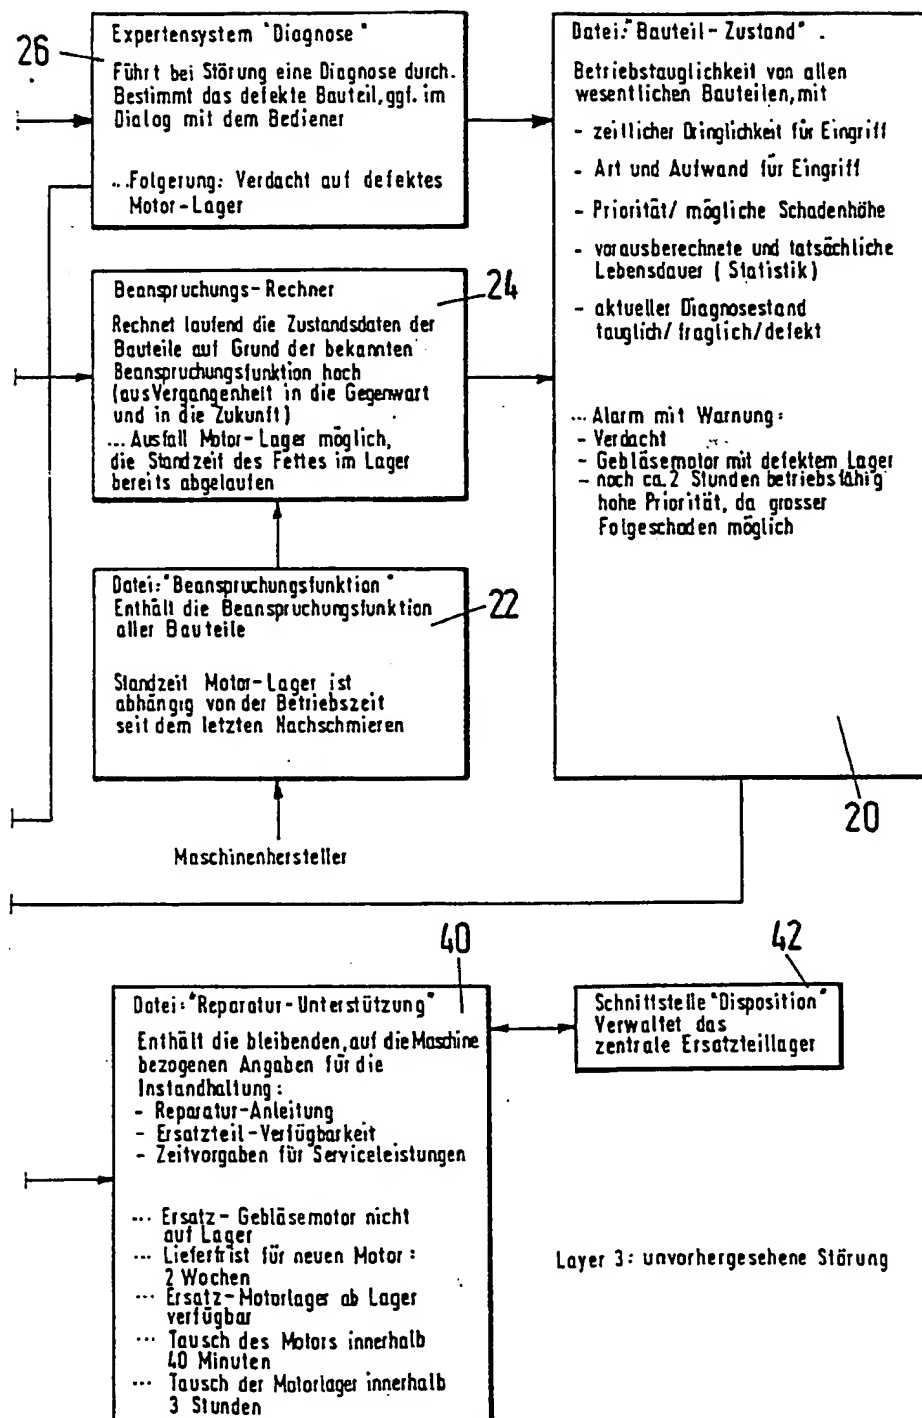 26
Expertensystem "Diagnose"
Führt bei Störung eine Diagnose durch.
Bestimmt das defekte Bauteil, ggf. im
Dialog mit dem Bediener
...Folgerung: Verdacht auf defektes
Motor-Lager
Beanspruchungs-Rechner
24
Rechnet laufend die Zustandsdaten der
Bauteile auf Grund der bekannten
Beanspruchungsfunktion hoch
(aus Vergangenheit in die Gegenwart
und in die Zukunft)
... Ausfall Motor-Lager möglich,
die Standzeit des Fettes im Lager
bereits abgelaufen
Datei: "Beanspruchungsfunktion"
Enthält die Beanspruchungsfunktion
aller Bauteile
22
Standzeit Motor-Lager ist
abhängig von der Betriebszeit
seit dem letzten Nachschmieren
Maschinenhersteller
Datei: "Bauteil-Zustand".
Betriebstauglichkeit von allen
wesentlichen Bauteilen, mit
- zeitlicher Dringlichkeit für Eingriff
- Art und Aufwand für Eingriff
- Priorität/ mögliche Schadenhöhe
- vorausberechnete und tatsächliche
Lebensdauer (Statistik)
- aktueller Diagnosestand
tauglich/fraglich/defekt
... Alarm mit Warnung:
- Verdacht
- Gebläsemotor mit defektem Lager
- noch ca. 2 Stunden betriebsfähig
hohe Priorität, da grosser
Folgeschaden möglich
20
40
Datei: "Reparatur-Unterstützung"
Enthält die bleibenden, auf die Maschine
bezogenen Angaben für die
Instandhaltung:
- Reparatur-Anleitung
- Ersatzteil-Verfügbarkeit
- Zeitvorgaben für Serviceleistungen
... Ersatz-Gebläsemotor nicht
auf Lager
... Lieferfrist für neuen Motor:
2 Wochen
... Ersatz-Motorlager ab Lager
verfügbar
... Tausch des Motors innerhalb
40 Minuten
... Tausch der Motorlager innerhalb
3 Stunden
42
Schnittstelle "Disposition"
Verwaltet das
zentrale Ersatzteillager
Layer 3: unvorhergesehene Störung